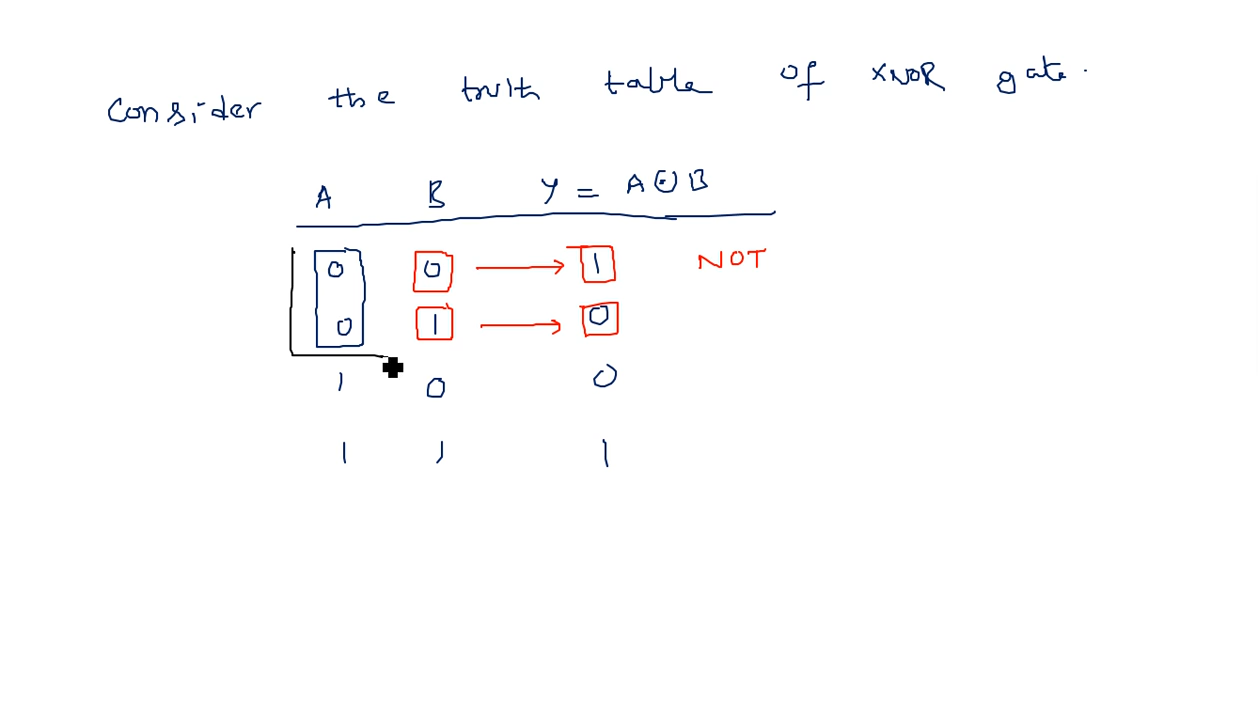 Consider the truth table of XNOR gate.
A B Y = A ⊙ B
0 0 → 1 NOT
0 1 → 0
1 0 0
1 1 1